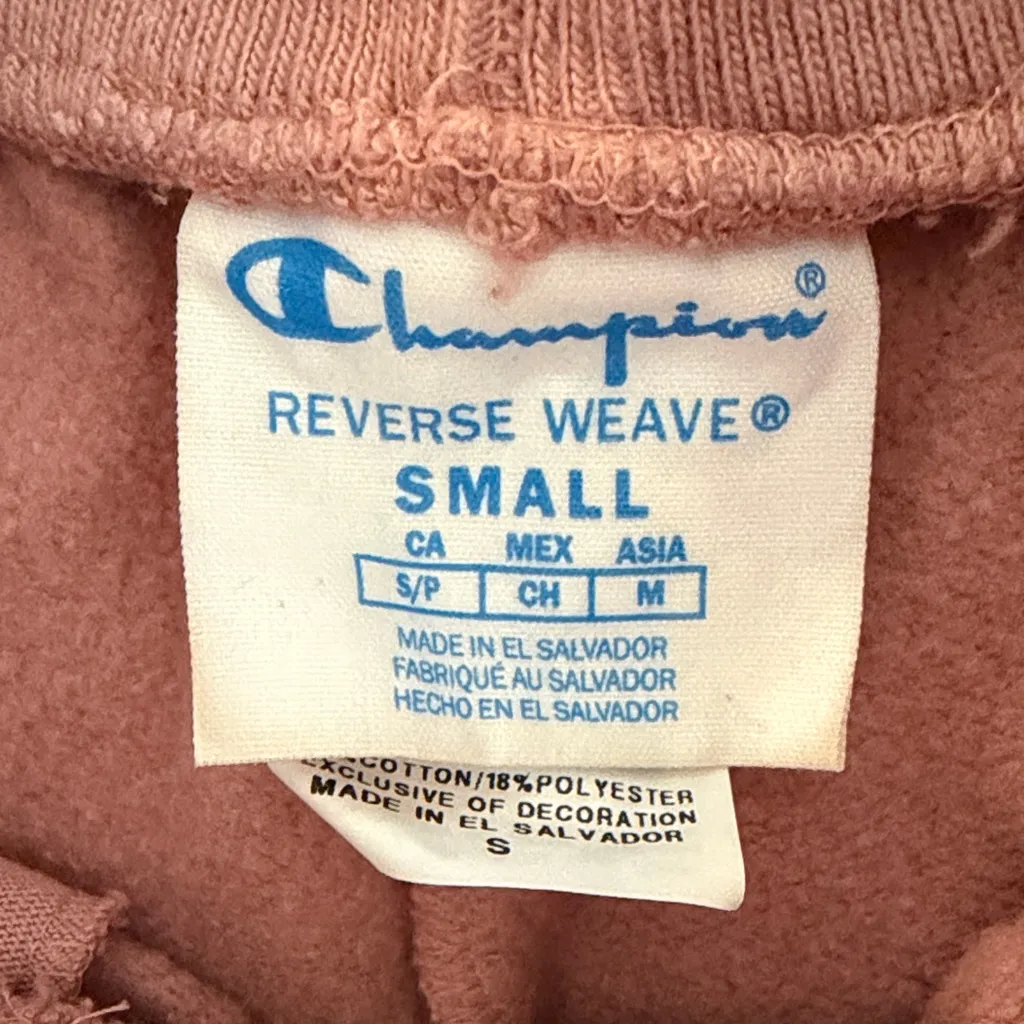 Champion®
REVERSE WEAVE®
SMALL
CA MEX ASIA
S/P CH M
MADE IN EL SALVADOR
FABRIQUÉ AU SALVADOR
HECHO EN EL SALVADOR
COTTON/18%POLYESTER
EXCLUSIVE OF DECORATION
MADE IN EL SALVADOR
S